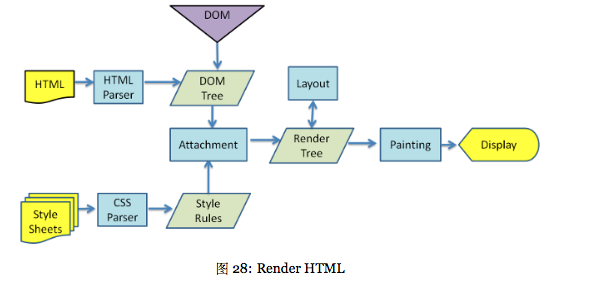 DOM
HTML
HTML
Parser
DOM
Tree
Layout
Attachment
Render
Tree
Painting
Display
Style
Sheets
CSS
Parser
Style
Rules
图 28: Render HTML